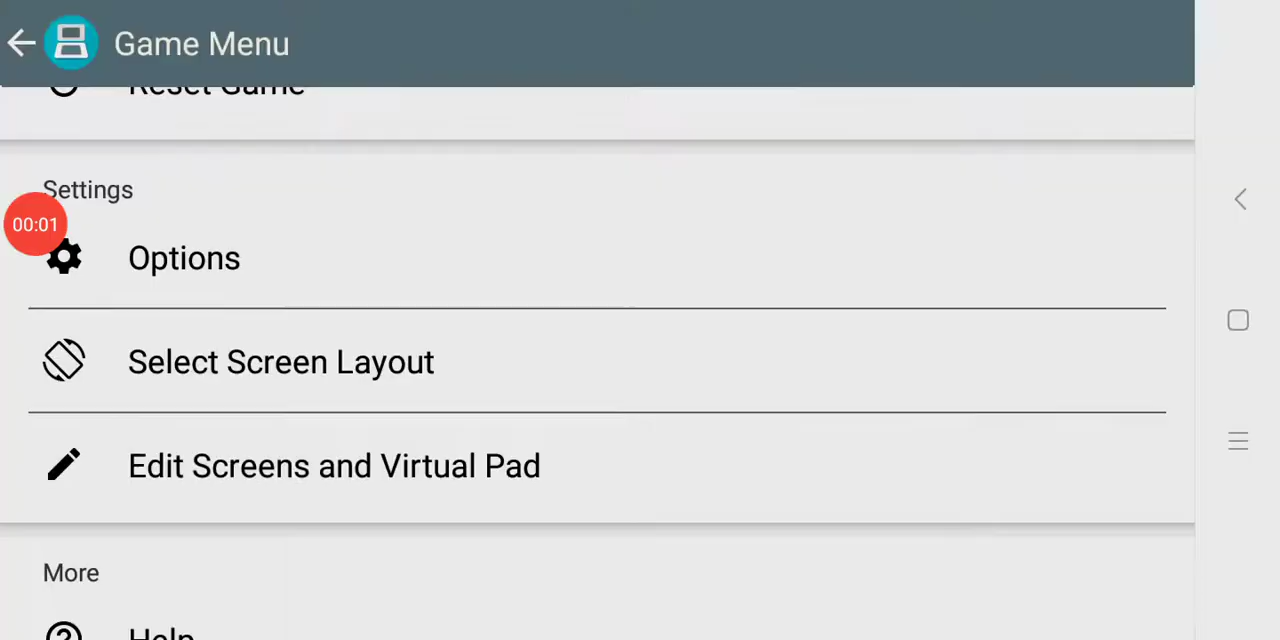 Game Menu
Reset Game
Settings
00:01
Options
Select Screen Layout
Edit Screens and Virtual Pad
More
Help